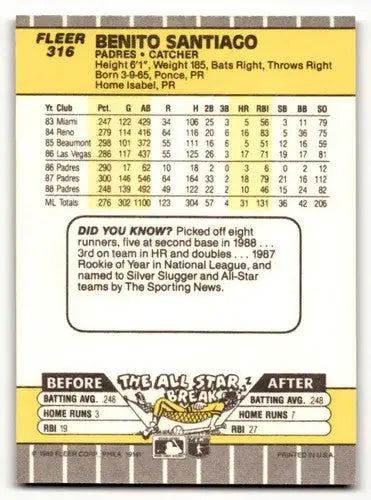 FLEER
316
BENITO SANTIAGO
PADRES • CATCHER
Height 6'1", Weight 185, Bats Right, Throws Right
Born 3-9-65, Ponce, PR
Home Isabel, PR
Yr. Club Pct. G AB R H 2B 3B HR RBI SB BB SO
83 Miami .247 122 429 34 106 25 3 5 56 3 11 79
84 Reno .279 114 416 64 116 20 6 16 83 5 36 75
85 Beaumont .298 101 372 55 111 16 6 5 52 12 16 59
86 Las Vegas .286 117 437 55 125 26 3 17 71 19 17 81
86 Padres .290 17 62 10 18 2 0 3 6 0 2 12
87 Padres .300 146 546 64 164 33 2 18 79 21 16 112
88 Padres .248 139 492 49 122 22 2 10 46 15 24 82
ML Totals .276 302 1100 123 304 57 4 31 131 36 42 206
DID YOU KNOW? Picked off eight
runners, five at second base in 1988 . . .
3rd on team in HR and doubles . . . 1987
Rookie of Year in National League, and
named to Silver Slugger and All-Star
teams by The Sporting News.
BEFORE THE ALL STAR BREAK AFTER
BATTING AVG. .248 BATTING AVG. .248
HOME RUNS 3 HOME RUNS 7
RBI 19 RBI 27
© 1989 FLEER CORP., PHILA. 19141 PRINTED IN U.S.A.